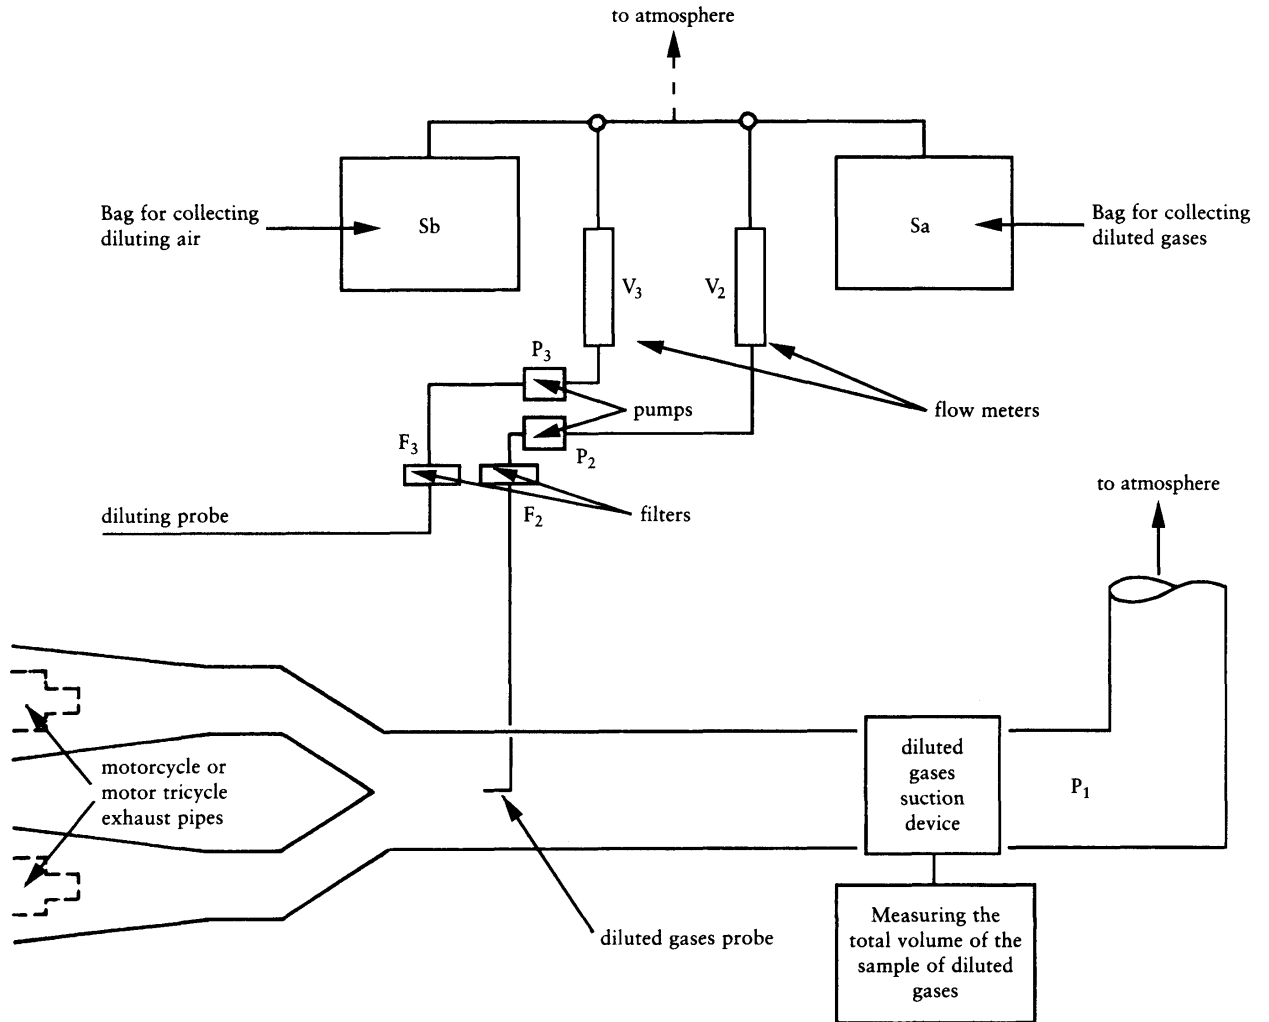 to atmosphere
Bag for collecting
diluting air
Sb
Sa
Bag for collecting
diluted gases
V3
V2
P3
pumps
flow meters
F3
P2
to atmosphere
diluting probe
F2
filters
motorcycle or
motor tricycle
exhaust pipes
diluted
gases
suction
device
P1
diluted gases probe
Measuring the
total volume of the
sample of diluted
gases